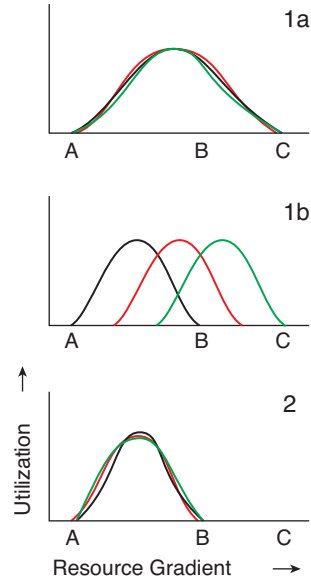 1a
A B C
1b
A B C
2
A B C
Utilization →
Resource Gradient →